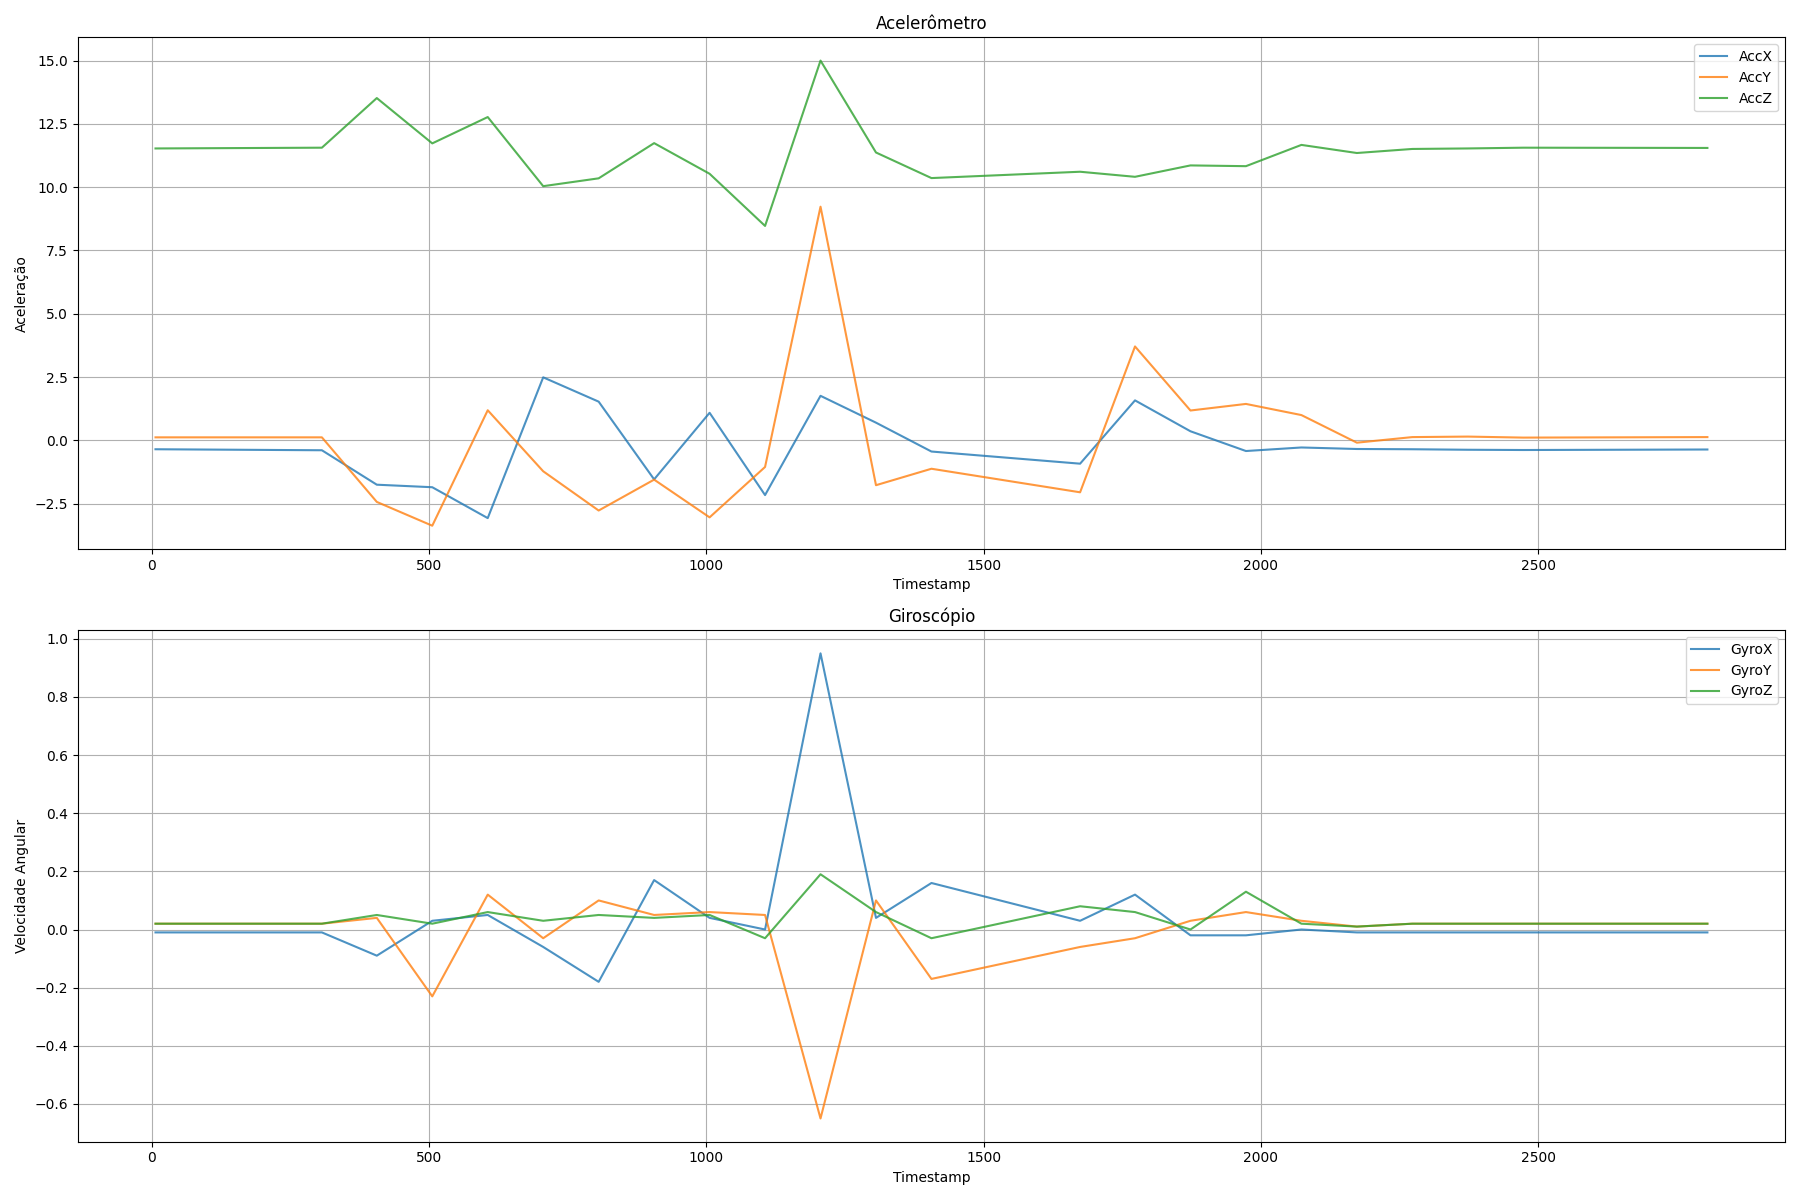 Acelerômetro
15.0
12.5
10.0
7.5
5.0
2.5
0.0
−2.5
Aceleração
AccX
AccY
AccZ
0 500 1000 1500 2000 2500
Timestamp
Giroscópio
1.0
0.8
0.6
0.4
0.2
0.0
−0.2
−0.4
−0.6
Velocidade Angular
GyroX
GyroY
GyroZ
0 500 1000 1500 2000 2500
Timestamp